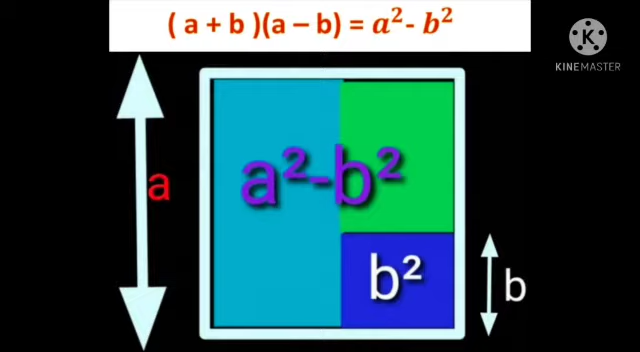 ( a + b )(a – b) = a² - b²
KINEMASTER
a
a²-b²
b²
b